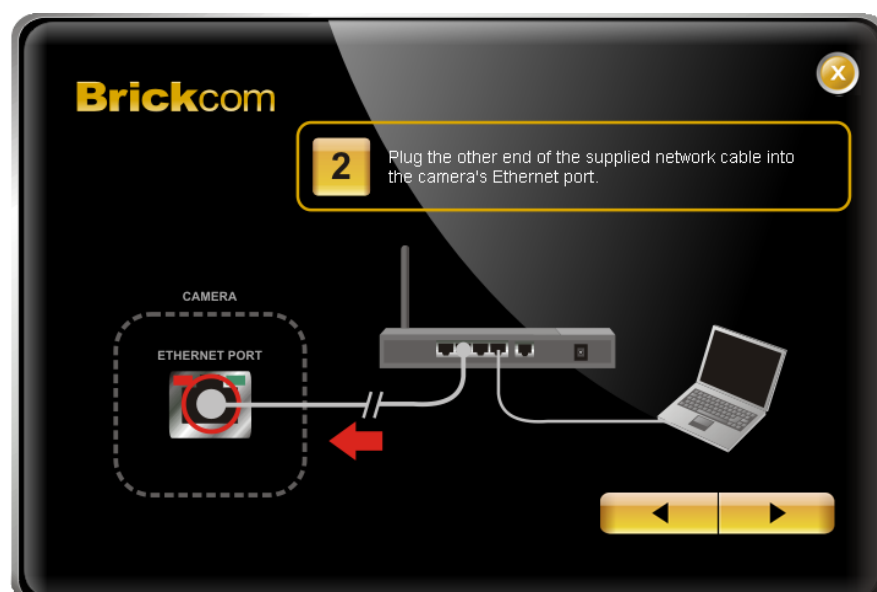 Brickcom
X
2
Plug the other end of the supplied network cable into
the camera's Ethernet port.
CAMERA
ETHERNET PORT